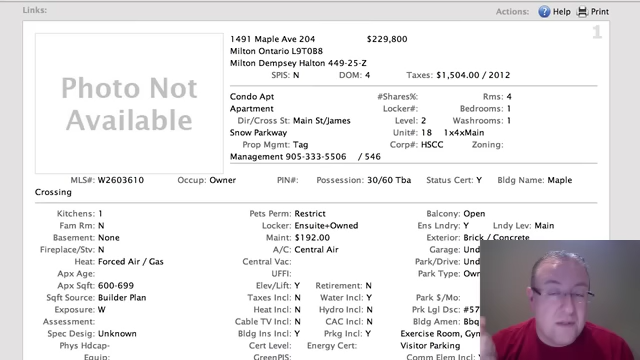 Links: Actions: Help Print
1
Photo Not Available
1491 Maple Ave 204 $229,800
Milton Ontario L9T0B8
Milton Dempsey Halton 449-25-Z
SPIS: N DOM: 4 Taxes: $1,504.00 / 2012
Condo Apt #Shares%: Rms: 4
Apartment Locker#: Bedrooms: 1
Dir/Cross St: Main St/James Level: 2 Washrooms: 1
Snow Parkway Unit#: 18 1x4xMain
Prop Mgmt: Tag Corp#: HSCC Zoning:
Management 905-333-5506 / 546
MLS#: W2603610 Occup: Owner PIN#: Possession: 30/60 Tba Status Cert: Y Bldg Name: Maple
Crossing
Kitchens: 1 Pets Perm: Restrict Balcony: Open
Fam Rm: N Locker: Ensuite+Owned Ens Lndry: Y Lndy Lev: Main
Basement: None Maint: $192.00 Exterior: Brick / Concrete
Fireplace/Stv: N A/C: Central Air Garage: Und
Heat: Forced Air / Gas Central Vac: Park/Drive: Und
Apx Age: UFFI: Park Type: Own
Apx Sqft: 600-699 Elev/Lift: Y Retirement: N
Sqft Source: Builder Plan Taxes Incl: N Water Incl: Y Park $/Mo:
Exposure: W Heat Incl: N Hydro Incl: N Prk Lgl Dsc: #57
Assessment: Cable TV Incl: N CAC Incl: N Bldg Amen: Bbq
Spec Desig: Unknown Bldg Ins Incl: Y Prkg Incl: Y Exercise Room, Gym
Phys Hdcap- Cert Level: Energy Cert: Visitor Parking
Equip: GreenPIS: Comm Elem Incl: